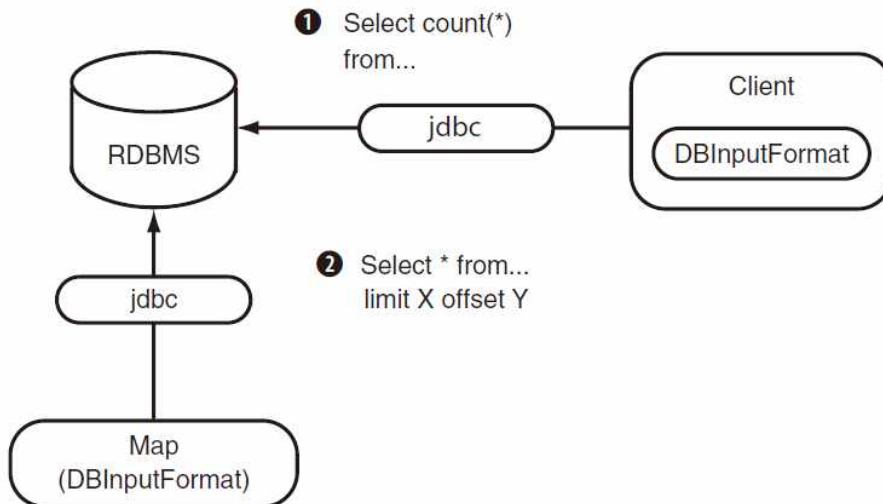 ❶ Select count(*)
from...
Client
jdbc
DBInputFormat
RDBMS
❷ Select * from...
limit X offset Y
jdbc
Map
(DBInputFormat)